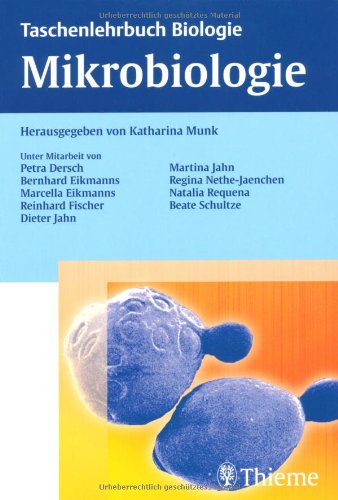 Urheberrechtlich geschütztes Material
Taschenlehrbuch Biologie
Mikrobiologie
Herausgegeben von Katharina Munk
Unter Mitarbeit von
Petra Dersch
Bernhard Eikmanns
Marcella Eikmanns
Reinhard Fischer
Dieter Jahn
Martina Jahn
Regina Nethe-Jaenchen
Natalia Requena
Beate Schultze
Thieme
Urheberrechtlich geschütztes Material